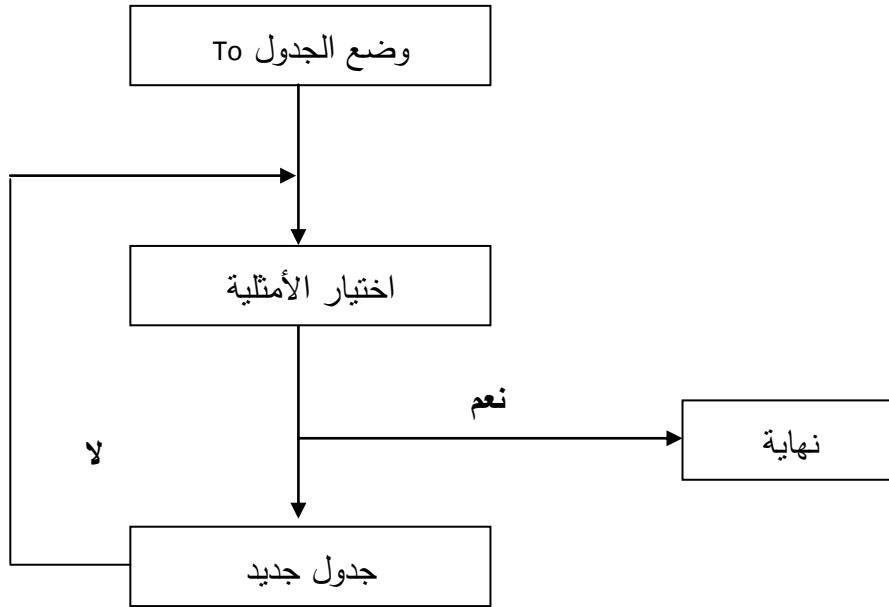 وضع الجدول To
اختيار الأمثلية
نعم
نهاية
لا
جدول جديد